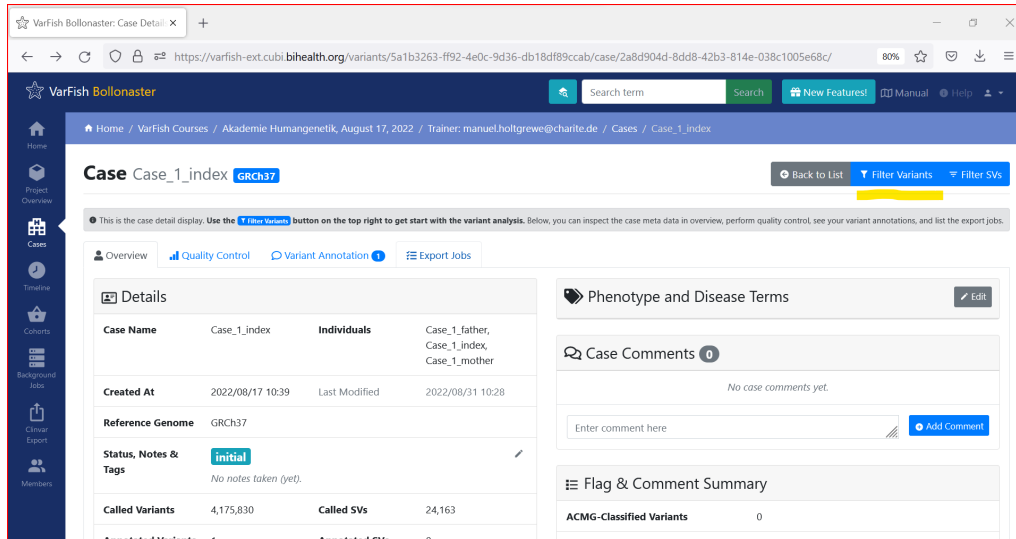 VarFish Bollonaster: Case Detail
https://varfish-ext.cubi.bihealth.org/variants/5a1b3263-ff92-4e0c-9d36-db18df89ccab/case/2a8d904d-8dd8-42b3-814e-038c1005e68c/ 80%
VarFish Bollonaster Search term Search New Features! Manual Help
Home / VarFish Courses / Akademie Humangenetik, August 17, 2022 / Trainer: manuel.holtgrewe@charite.de / Cases / Case_1_index
Home
Project Overview
Cases
Timeline
Cohorts
Background Jobs
Clinvar Export
Members
Case Case_1_index GRCh37 Back to List Filter Variants Filter SVs
This is the case detail display. Use the Filter Variants button on the top right to get start with the variant analysis. Below, you can inspect the case meta data in overview, perform quality control, see your variant annotations, and list the export jobs.
Overview Quality Control Variant Annotation 1 Export Jobs
Details
Case Name Case_1_index Individuals Case_1_father,
Case_1_index,
Case_1_mother
Created At 2022/08/17 10:39 Last Modified 2022/08/31 10:28
Reference Genome GRCh37
Status, Notes & Tags initial
No notes taken (yet).
Called Variants 4,175,830 Called SVs 24,163
Phenotype and Disease Terms Edit
Case Comments 0
No case comments yet.
Enter comment here Add Comment
Flag & Comment Summary
ACMG-Classified Variants 0